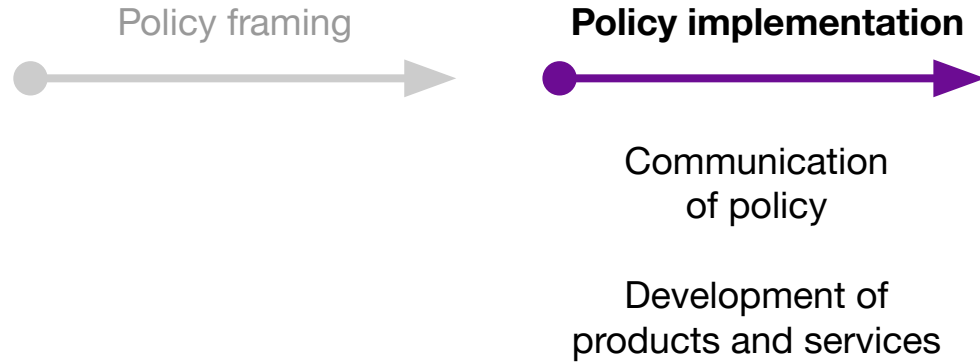 Policy framing
Policy implementation
Communication
of policy
Development of
products and services